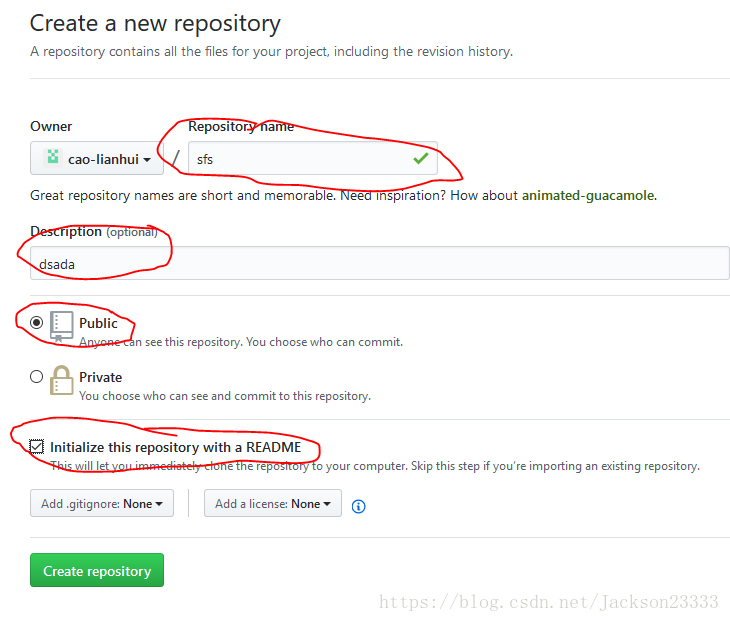 Create a new repository
A repository contains all the files for your project, including the revision history.
Owner
Repository name
cao-lianhui
/
sfs
Great repository names are short and memorable. Need inspiration? How about animated-guacamole.
Description (optional)
dsada
Public
Anyone can see this repository. You choose who can commit.
Private
You choose who can see and commit to this repository.
Initialize this repository with a README
This will let you immediately clone the repository to your computer. Skip this step if you're importing an existing repository.
Add .gitignore: None
Add a license: None
Create repository
https://blog.csdn.net/Jackson23333